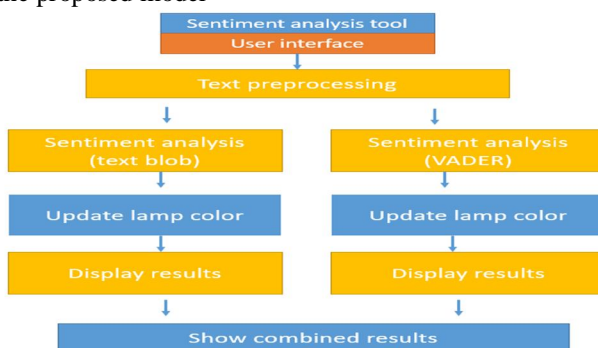 the proposed model
Sentiment analysis tool
User interface
Text preprocessing
Sentiment analysis
(text blob)
Sentiment analysis
(VADER)
Update lamp color
Update lamp color
Display results
Display results
Show combined results